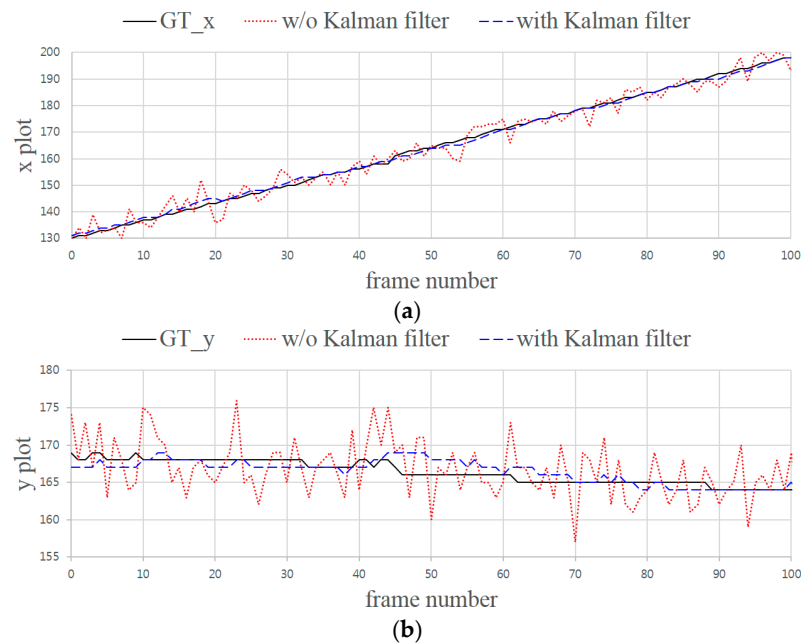 GT_x w/o Kalman filter with Kalman filter
200
190
180
170
160
150
140
130
x plot
0 10 20 30 40 50 60 70 80 90 100
frame number
(a)
GT_y w/o Kalman filter with Kalman filter
180
175
170
165
160
155
y plot
0 10 20 30 40 50 60 70 80 90 100
frame number
(b)